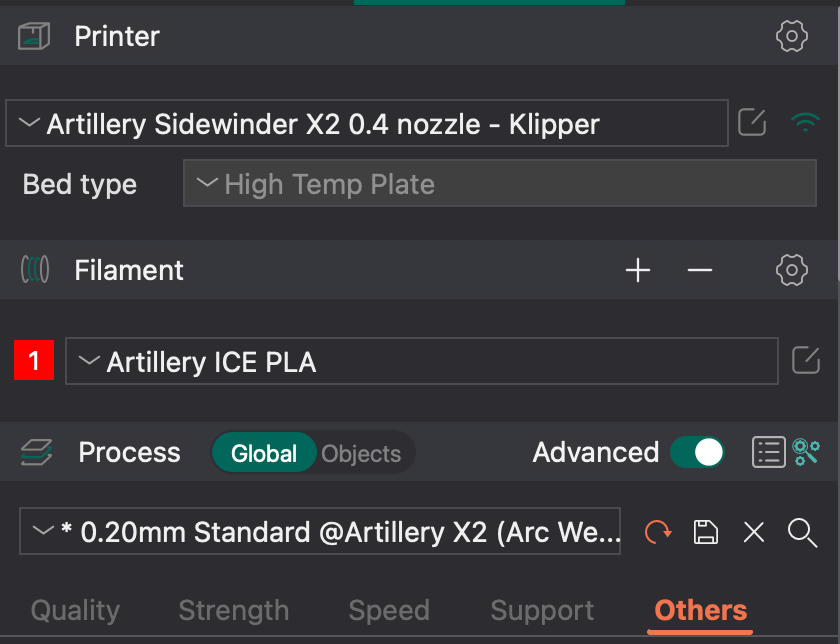 Printer
Artillery Sidewinder X2 0.4 nozzle - Klipper
Bed type High Temp Plate
Filament
1 Artillery ICE PLA
Process Global Objects Advanced
* 0.20mm Standard @Artillery X2 (Arc We...
Quality Strength Speed Support Others